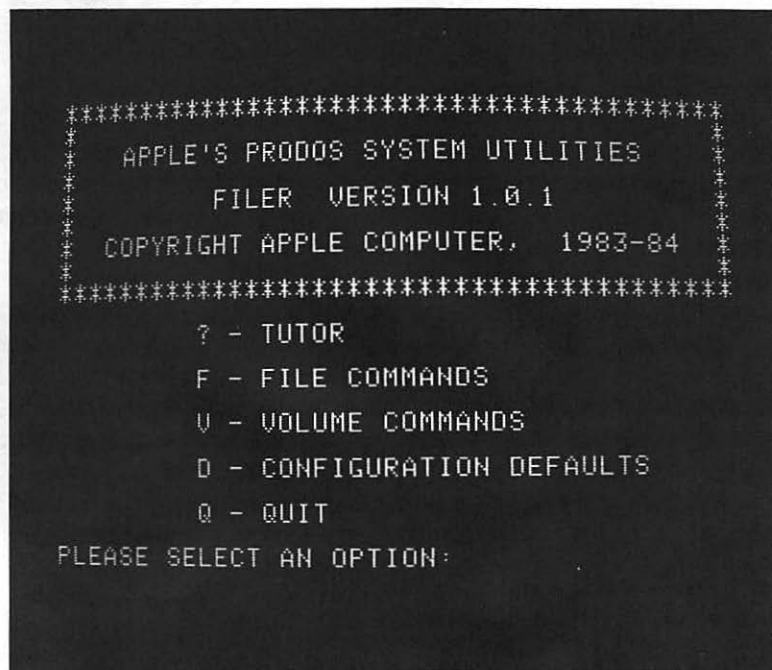 ****************************************
APPLE'S PRODOS SYSTEM UTILITIES
FILER VERSION 1.0.1
COPYRIGHT APPLE COMPUTER, 1983-84
****************************************
? - TUTOR
F - FILE COMMANDS
V - VOLUME COMMANDS
D - CONFIGURATION DEFAULTS
Q - QUIT
PLEASE SELECT AN OPTION: